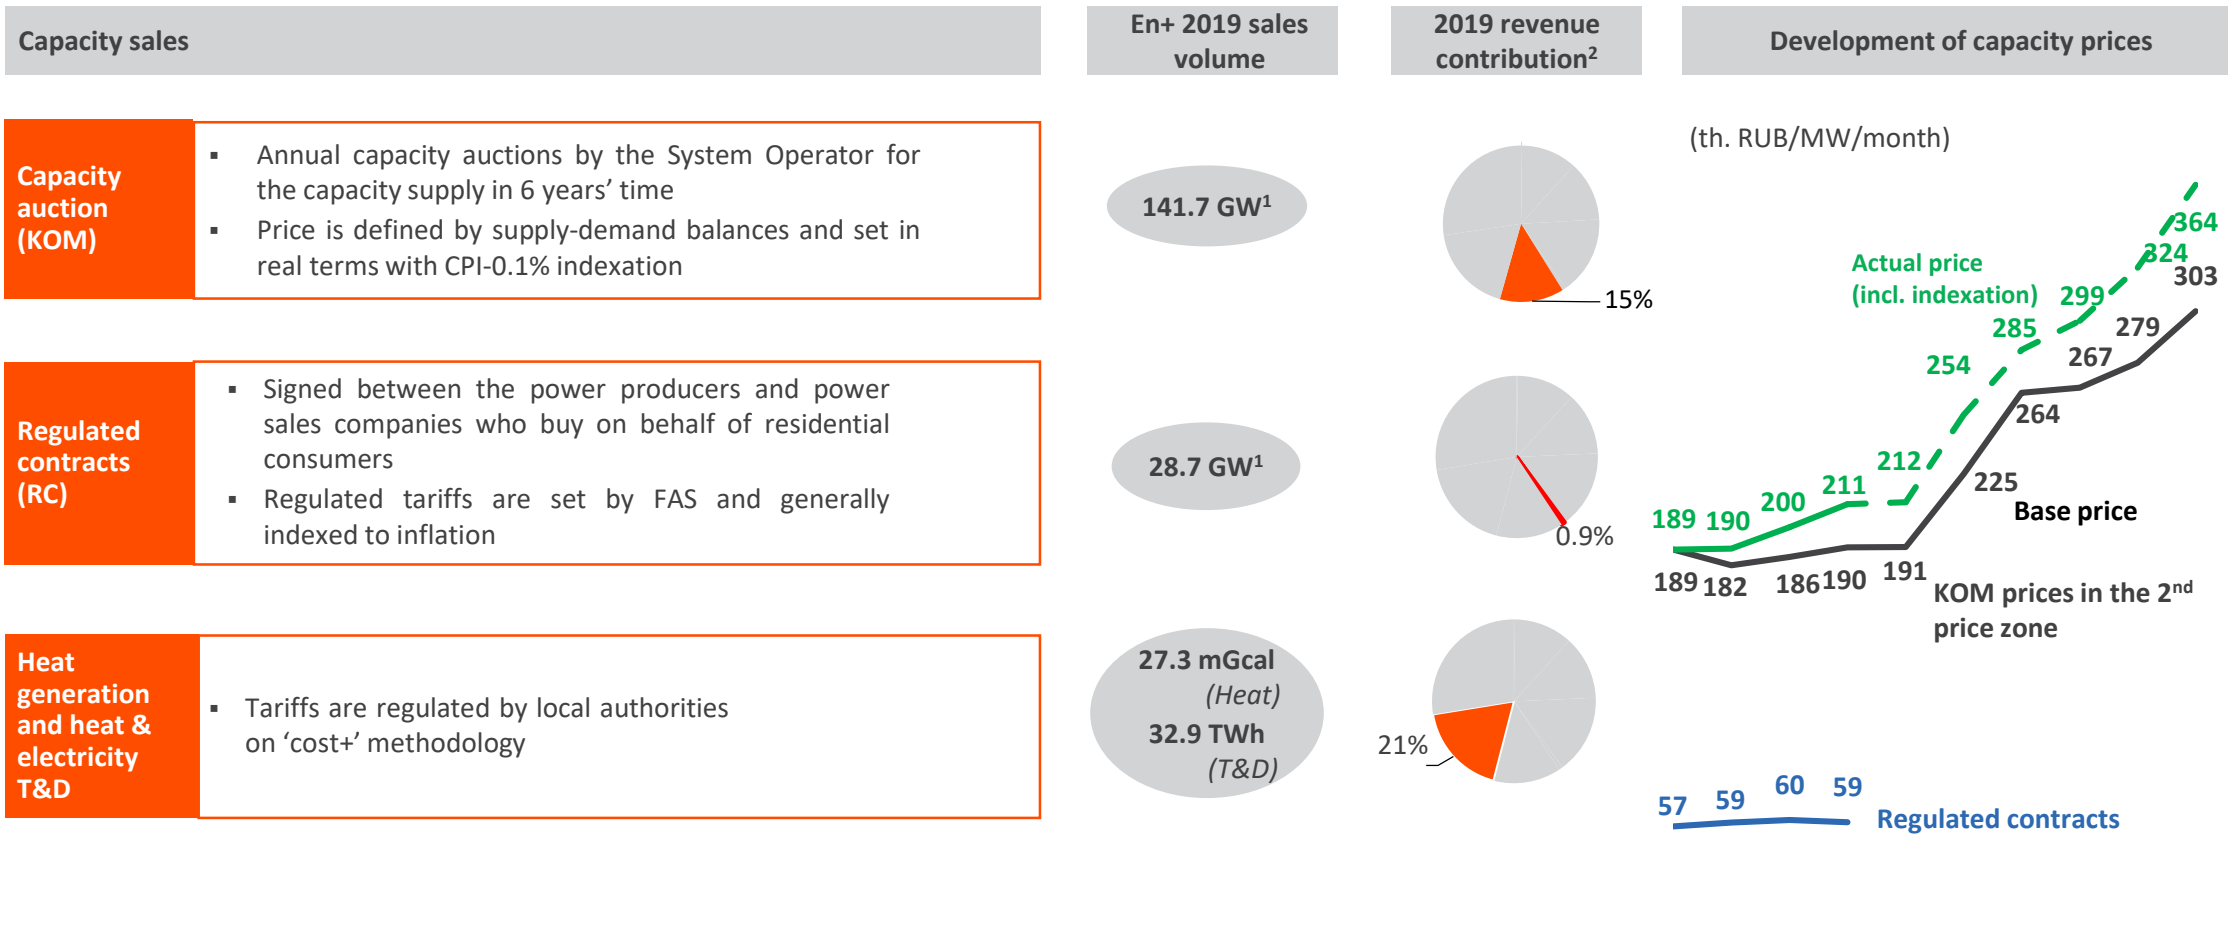 Capacity sales
En+ 2019 sales
volume
2019 revenue
contribution2
Development of capacity prices
Capacity
auction
(KOM)
▪ Annual capacity auctions by the System Operator for
the capacity supply in 6 years’ time
▪ Price is defined by supply-demand balances and set in
real terms with CPI-0.1% indexation
141.7 GW1
15%
Regulated
contracts
(RC)
▪ Signed between the power producers and power
sales companies who buy on behalf of residential
consumers
▪ Regulated tariffs are set by FAS and generally
indexed to inflation
28.7 GW1
0.9%
Heat
generation
and heat &
electricity
T&D
▪ Tariffs are regulated by local authorities
on ‘cost+’ methodology
27.3 mGcal
(Heat)
32.9 TWh
(T&D)
21%
(th. RUB/MW/month)
Actual price
(incl. indexation)
189 190 200 211 212 254 285 299 324 364
189 182 186 190 191 225 264 267 279 303
Base price
KOM prices in the 2nd
price zone
57 59 60 59
Regulated contracts